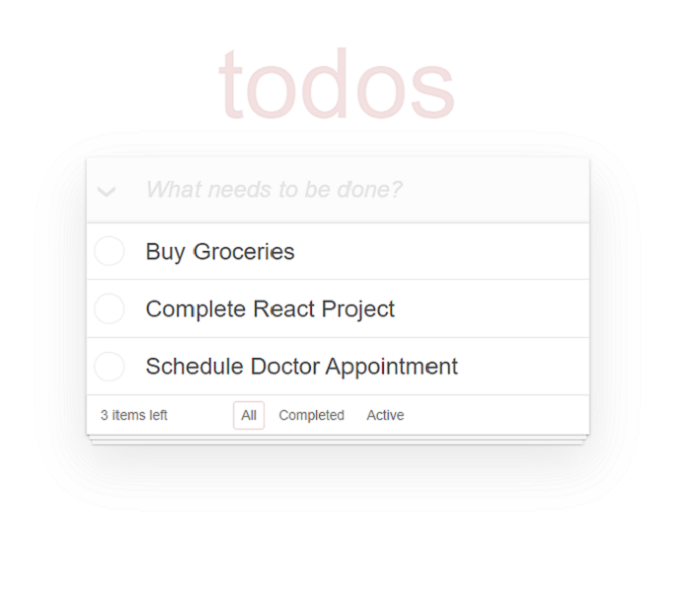 todos
What needs to be done?
Buy Groceries
Complete React Project
Schedule Doctor Appointment
3 items left All Completed Active